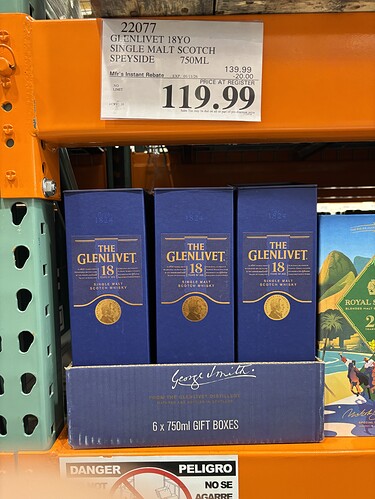 22077
GLENLIVET 18YO
SINGLE MALT SCOTCH
SPEYSIDE 750ML
139.99
Mfr's Instant Rebate -20.00
PRICE AT REGISTER
119.99
THE
GLENLIVET
18
SINGLE MALT
SCOTCH WHISKY
THE
GLENLIVET
18
SINGLE MALT
SCOTCH WHISKY
THE
GLENLIVET
18
SINGLE MALT
SCOTCH WHISKY
ROYAL S
George Smith
6 x 750ml GIFT BOXES
DANGER PELIGRO
NO SE
AGARRE